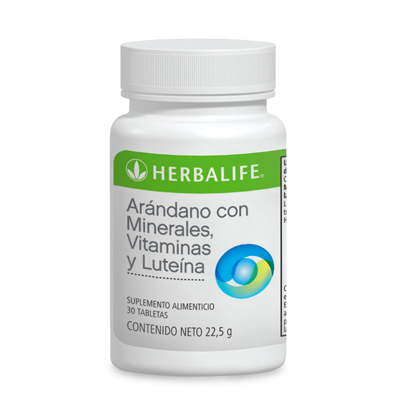 HERBALIFE®
Arándano con
Minerales,
Vitaminas
y Luteína
SUPLEMENTO ALIMENTICIO
30 TABLETAS
CONTENIDO NETO 22,5 g